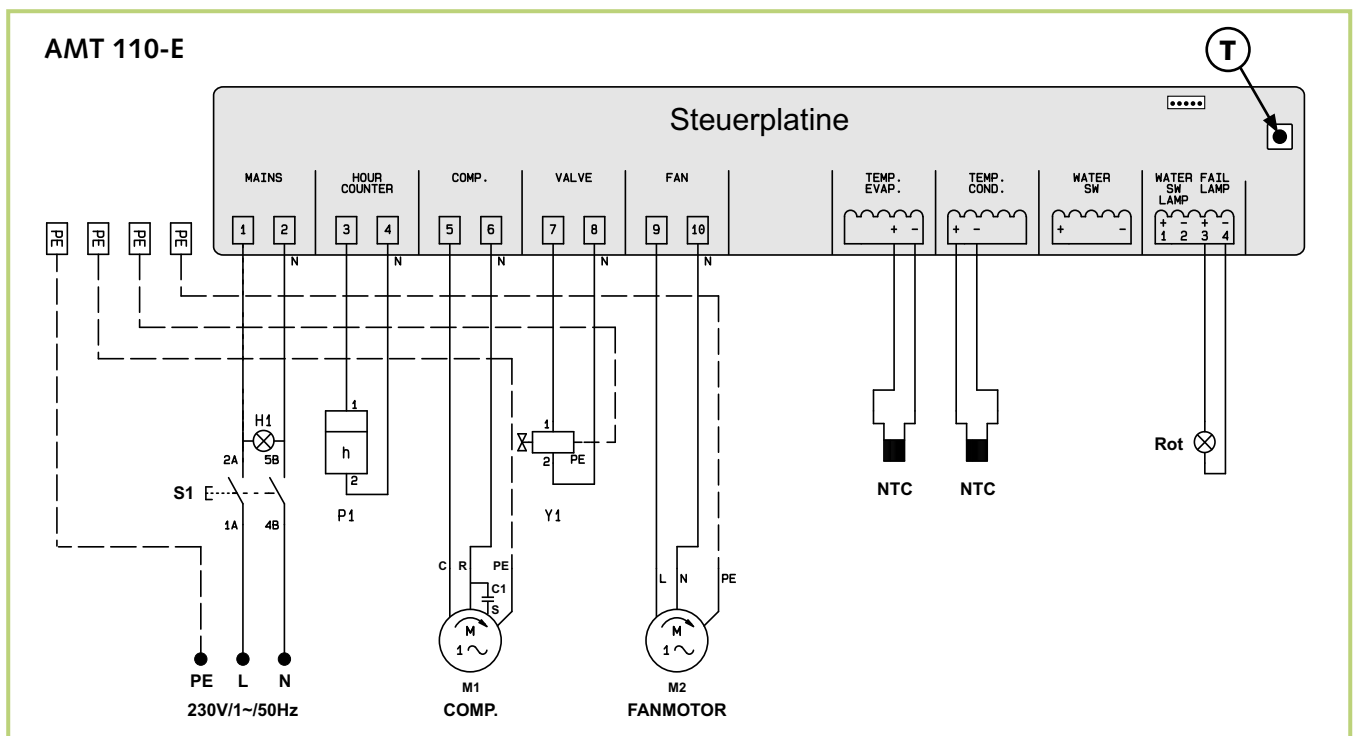 AMT 110-E
T
Steuerplatine
MAINS
HOUR
COUNTER
COMP.
VALVE
FAN
TEMP.
EVAP.
TEMP.
COND.
WATER
SW
WATER FAIL
SW LAMP
LAMP
+ - + -
1 2 3 4
PE PE PE PE
1 2 3 4 5 6 7 8 9 10
+ -
+ -
+ -
N N N N N
H1
2A 5B
S1
1A 4B
1
h
2
P1
1
2 PE
Y1
NTC NTC
Rot
C R PE
C1
S
M
1
L N PE
M
1
PE L N
230V/1~/50Hz
M1
COMP.
M2
FANMOTOR